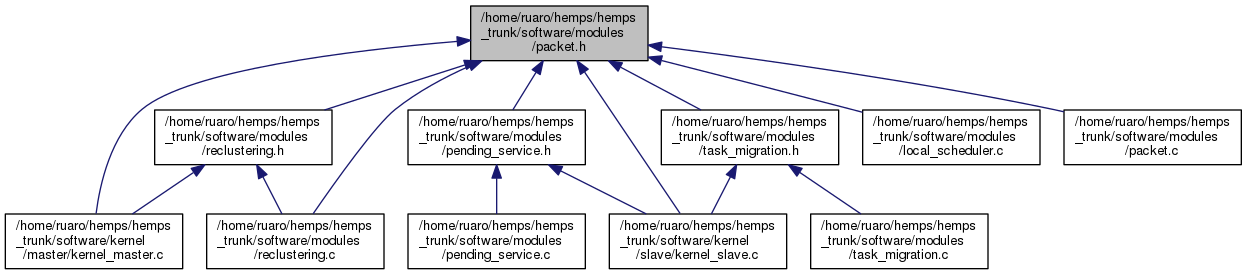 /home/ruaro/hemps/hemps
_trunk/software/modules
/packet.h
/home/ruaro/hemps/hemps
_trunk/software/modules
/reclustering.h
/home/ruaro/hemps/hemps
_trunk/software/modules
/pending_service.h
/home/ruaro/hemps/hemps
_trunk/software/modules
/task_migration.h
/home/ruaro/hemps/hemps
_trunk/software/modules
/local_scheduler.c
/home/ruaro/hemps/hemps
_trunk/software/modules
/packet.c
/home/ruaro/hemps/hemps
_trunk/software/kernel
/master/kernel_master.c
/home/ruaro/hemps/hemps
_trunk/software/modules
/reclustering.c
/home/ruaro/hemps/hemps
_trunk/software/modules
/pending_service.c
/home/ruaro/hemps/hemps
_trunk/software/kernel
/slave/kernel_slave.c
/home/ruaro/hemps/hemps
_trunk/software/modules
/task_migration.c